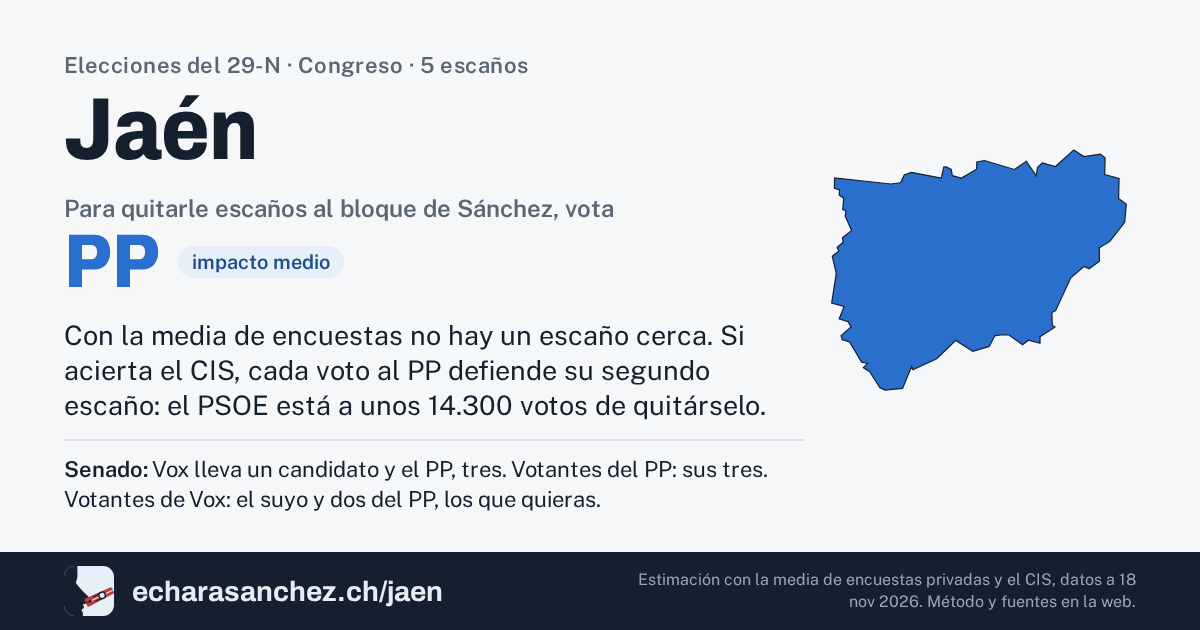 Elecciones del 29-N · Congreso · 5 escaños
Jaén
Para quitarle escaños al bloque de Sánchez, vota
PP
impacto medio
Con la media de encuestas no hay un escaño cerca. Si
acierta el CIS, cada voto al PP defiende su segundo
escaño: el PSOE está a unos 14.300 votos de quitárselo.
Senado: Vox lleva un candidato y el PP, tres. Votantes del PP: sus tres.
Votantes de Vox: el suyo y dos del PP, los que quieras.
echarasanchez.ch/jaen
Estimación con la media de encuestas privadas y el CIS, datos a 18
nov 2026. Método y fuentes en la web.